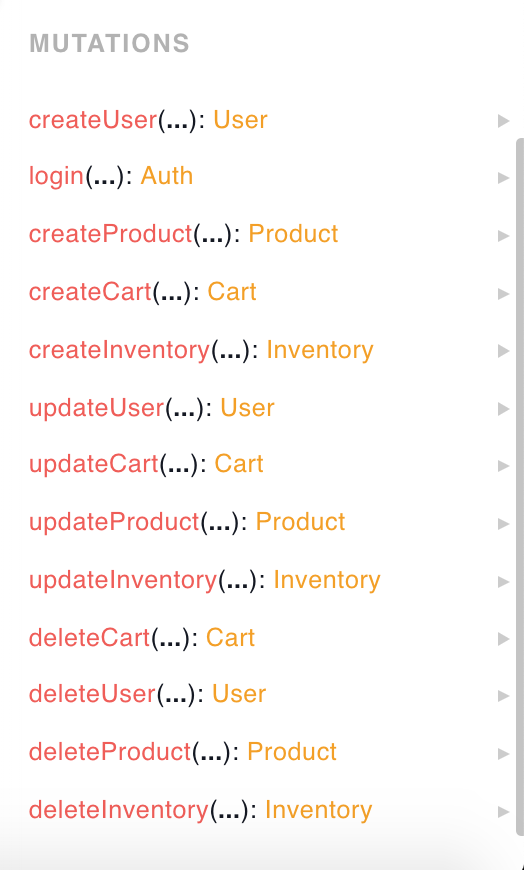 MUTATIONS
createUser(...): User
login(...): Auth
createProduct(...): Product
createCart(...): Cart
createInventory(...): Inventory
updateUser(...): User
updateCart(...): Cart
updateProduct(...): Product
updateInventory(...): Inventory
deleteCart(...): Cart
deleteUser(...): User
deleteProduct(...): Product
deleteInventory(...): Inventory